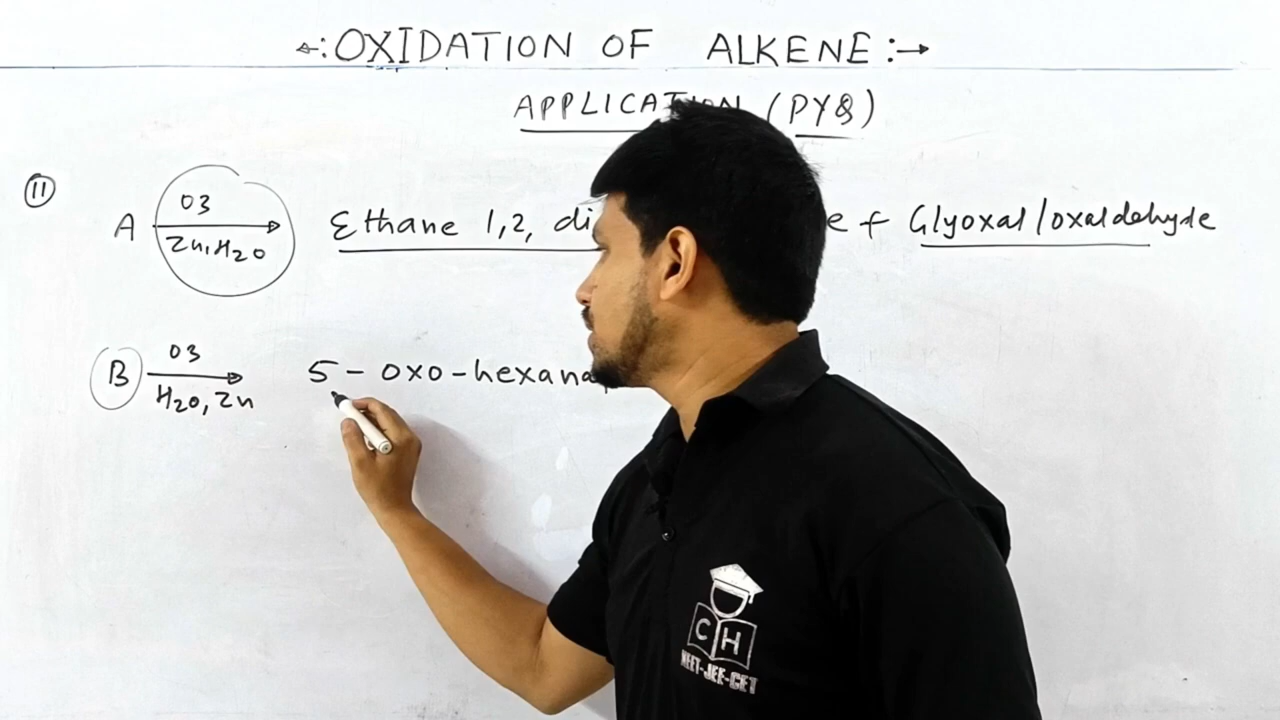 ←:OXIDATION OF ALKENE:→
APPLICATION (PYQ)
11
A O3 Zn,H2O → Ethane 1,2, di e + Glyoxal/oxaldehyde
B O3 H2O,Zn → 5-oxo-hexana
CH
NEET-JEE-CET